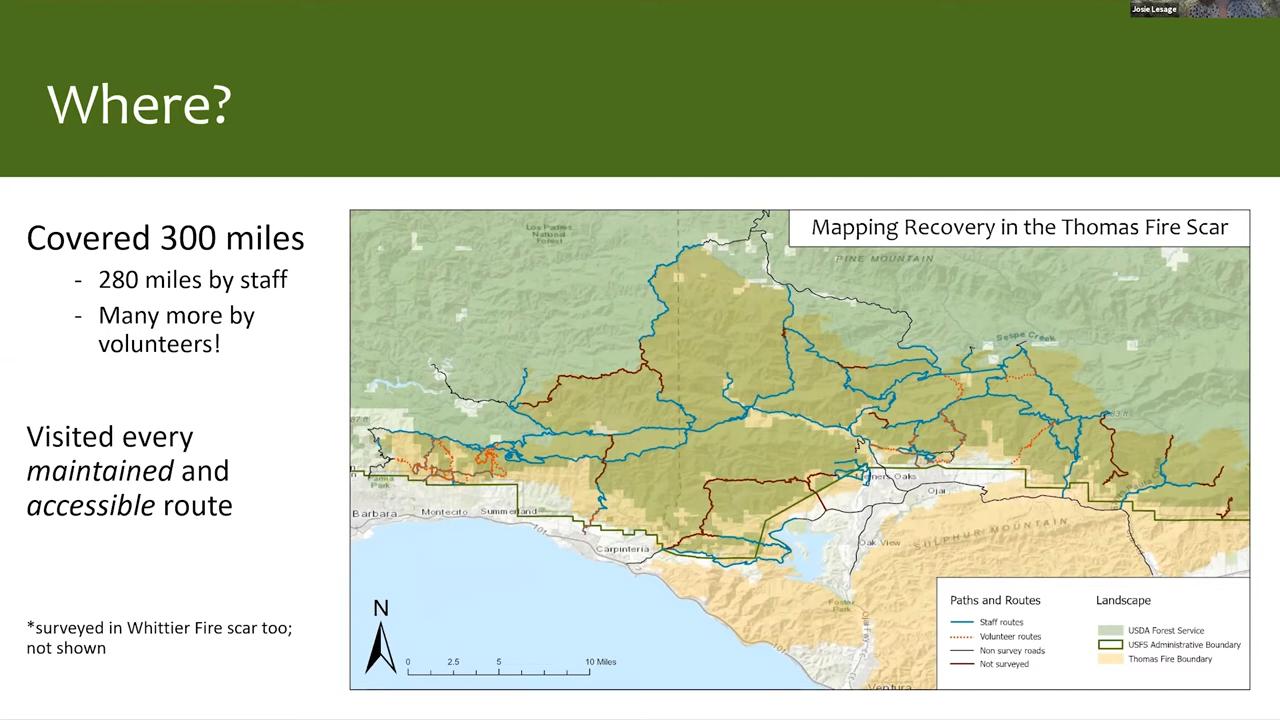 Josie Lesage
Where?
Covered 300 miles
- 280 miles by staff
- Many more by
volunteers!
Visited every
maintained and
accessible route
*surveyed in Whittier Fire scar too;
not shown
Mapping Recovery in the Thomas Fire Scar
Los Padres
National
Forest
PINE MOUNTAIN
Sespe Creek
Barbara
Montecito
Summerland
101
Carpinteria
Ojai
Oak View
SULPHUR MOUNTAIN
Foster
Park
101
Ventura
N
0 2.5 5 10 Miles
Paths and Routes
Staff routes
Volunteer routes
Non survey roads
Not surveyed
Landscape
USDA Forest Service
USFS Administrative Boundary
Thomas Fire Boundary